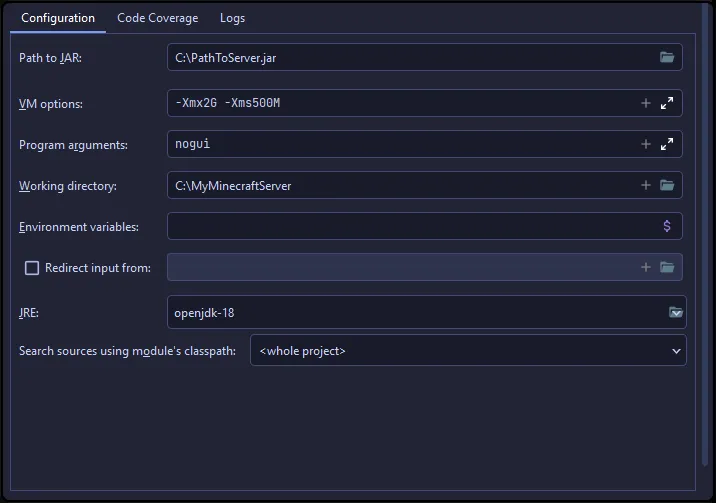 Configuration Code Coverage Logs
Path to JAR: C:\PathToServer.jar
VM options: -Xmx2G -Xms500M
Program arguments: nogui
Working directory: C:\MyMinecraftServer
Environment variables: $
Redirect input from:
JRE: openjdk-18
Search sources using module's classpath: <whole project>